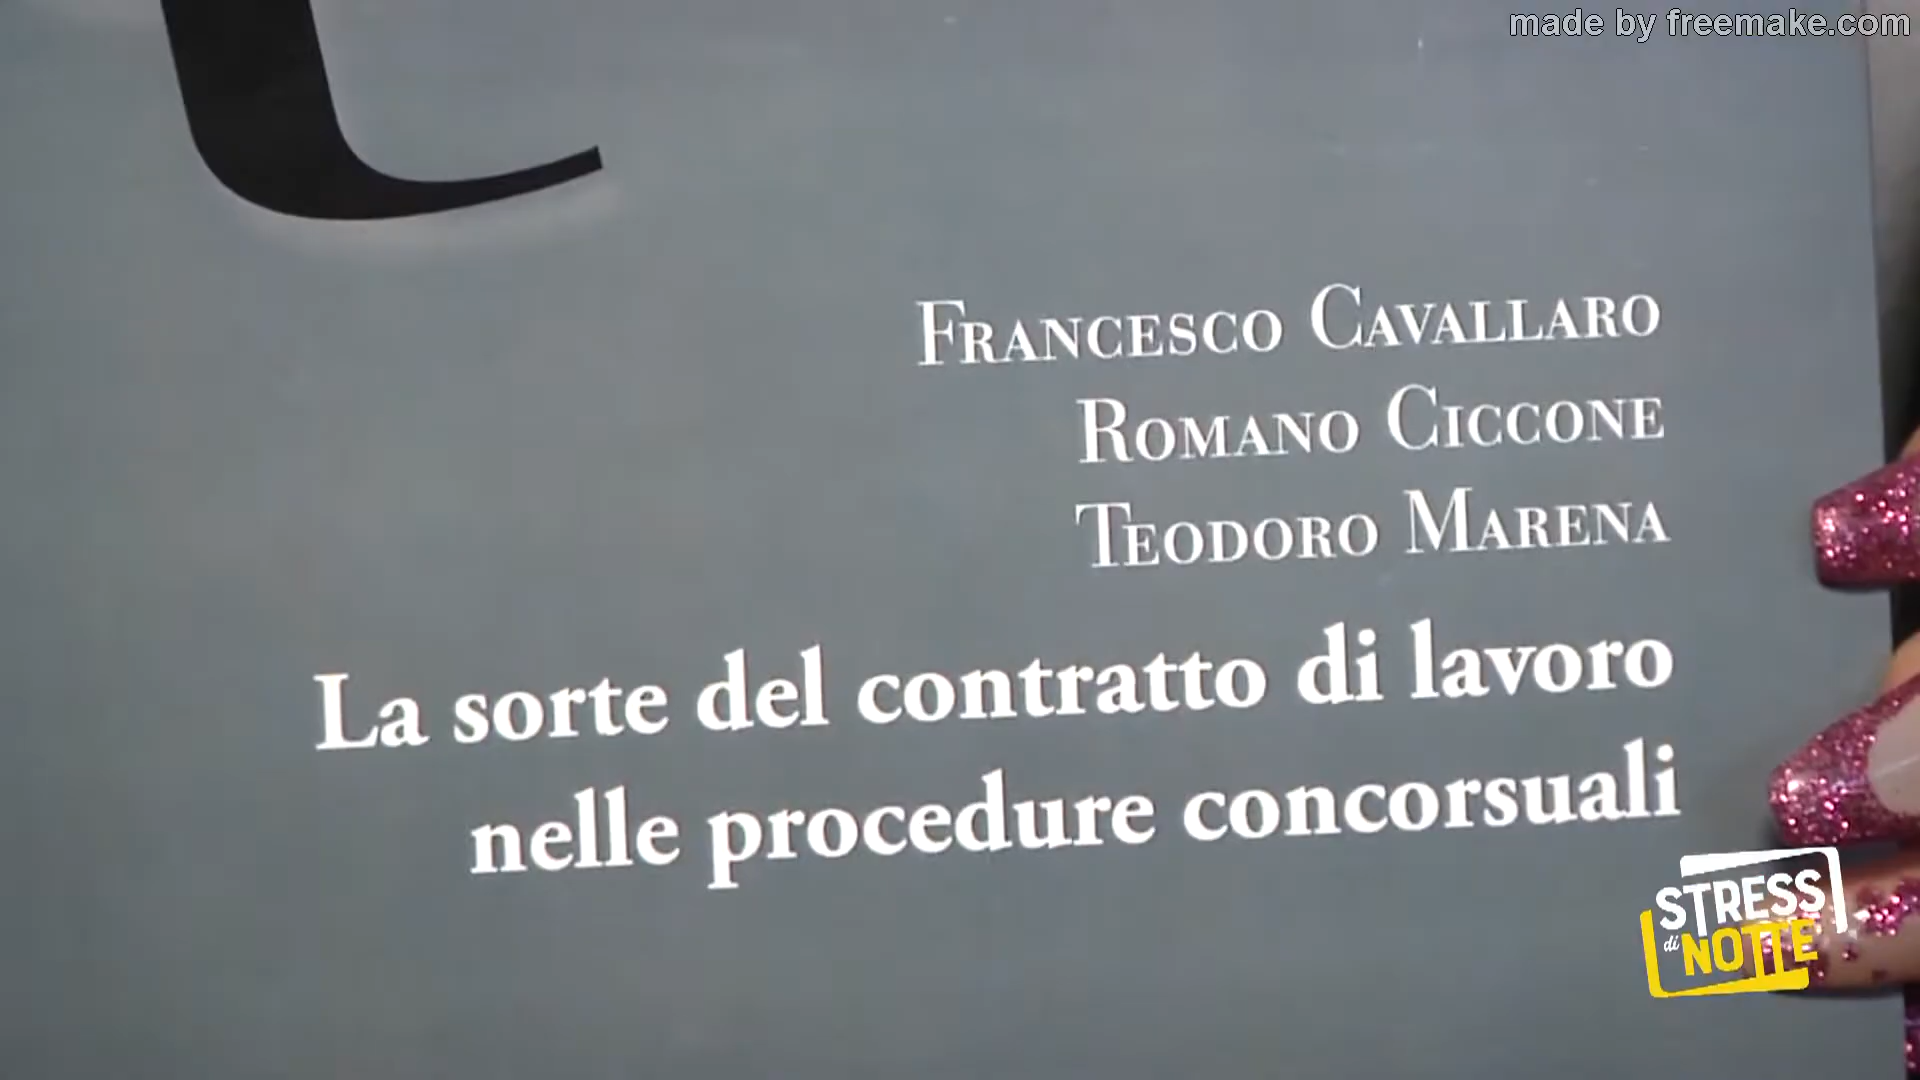 made by freemake.com
FRANCESCO CAVALLARO
ROMANO CICCONE
TEODORO MARENA
La sorte del contratto di lavoro
nelle procedure concorsuali
STRESS
di NOTTE